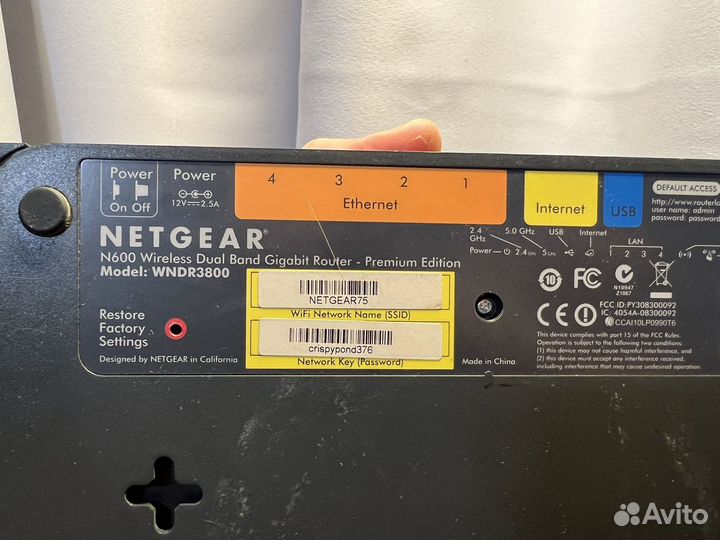 Power
On Off
Power
12V 2.5A
4 3 2 1
Ethernet
Internet
USB
DEFAULT ACCESS
http://www.routerlo
user name: admin
password: passwor
NETGEAR®
N600 Wireless Dual Band Gigabit Router - Premium Edition
Model: WNDR3800
2.4 GHz
5.0 GHz
USB
Internet
Power
2.4 GHz
5 GHz
LAN
1 2 3 4
NETGEAR75
WiFi Network Name (SSID)
crispypond376
Network Key (Password)
Restore
Factory
Settings
Designed by NETGEAR in California
Made in China
10
FC
N10947
Z1067
CE
FCC ID:PY308300092
IC: 4054A-08300092
CCAI10LP0990T6
This device complies with part 15 of the FCC Rules.
Operation is subject to the following two conditions:
(1) this device may not cause harmful interference, and
(2) this device must accept any interference received,
including interference that may cause undesired operation.
Avito